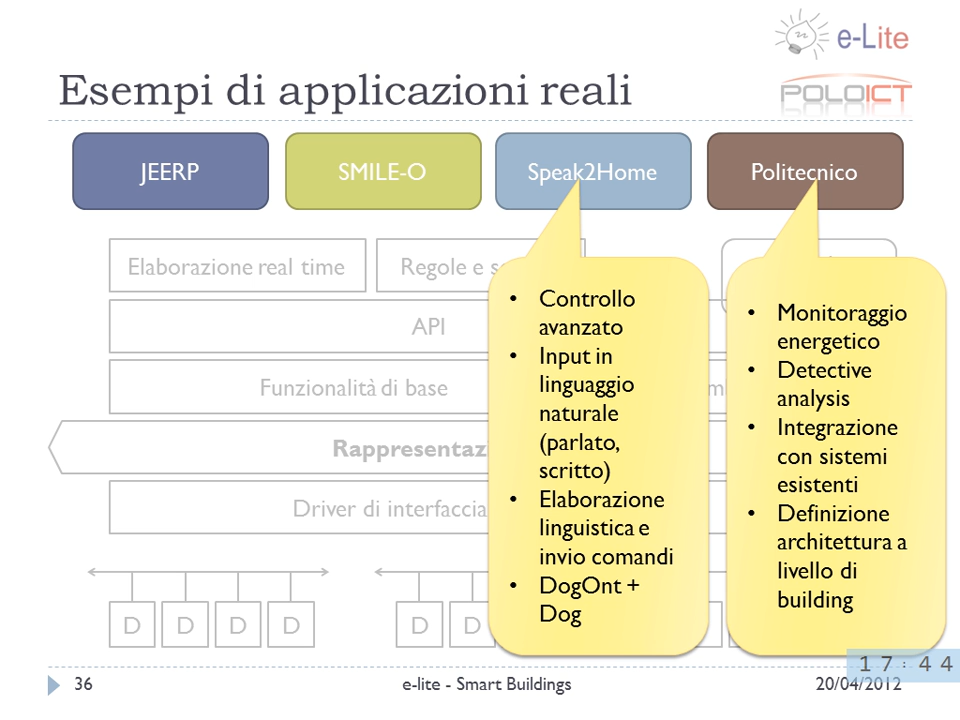 e-Lite
POLOICT
Esempi di applicazioni reali
JEERP
SMILE-O
Speak2Home
Politecnico
Elaborazione real time
Regole e s
API
Funzionalità di base
Rappresentaz
Driver di interfaccia
D D D D
D D
• Controllo
avanzato
• Input in
linguaggio
naturale
(parlato,
scritto)
• Elaborazione
linguistica e
invio comandi
• DogOnt +
Dog
• Monitoraggio
energetico
• Detective
analysis
• Integrazione
con sistemi
esistenti
• Definizione
architettura a
livello di
building
17:44
36
e-lite - Smart Buildings
20/04/2012